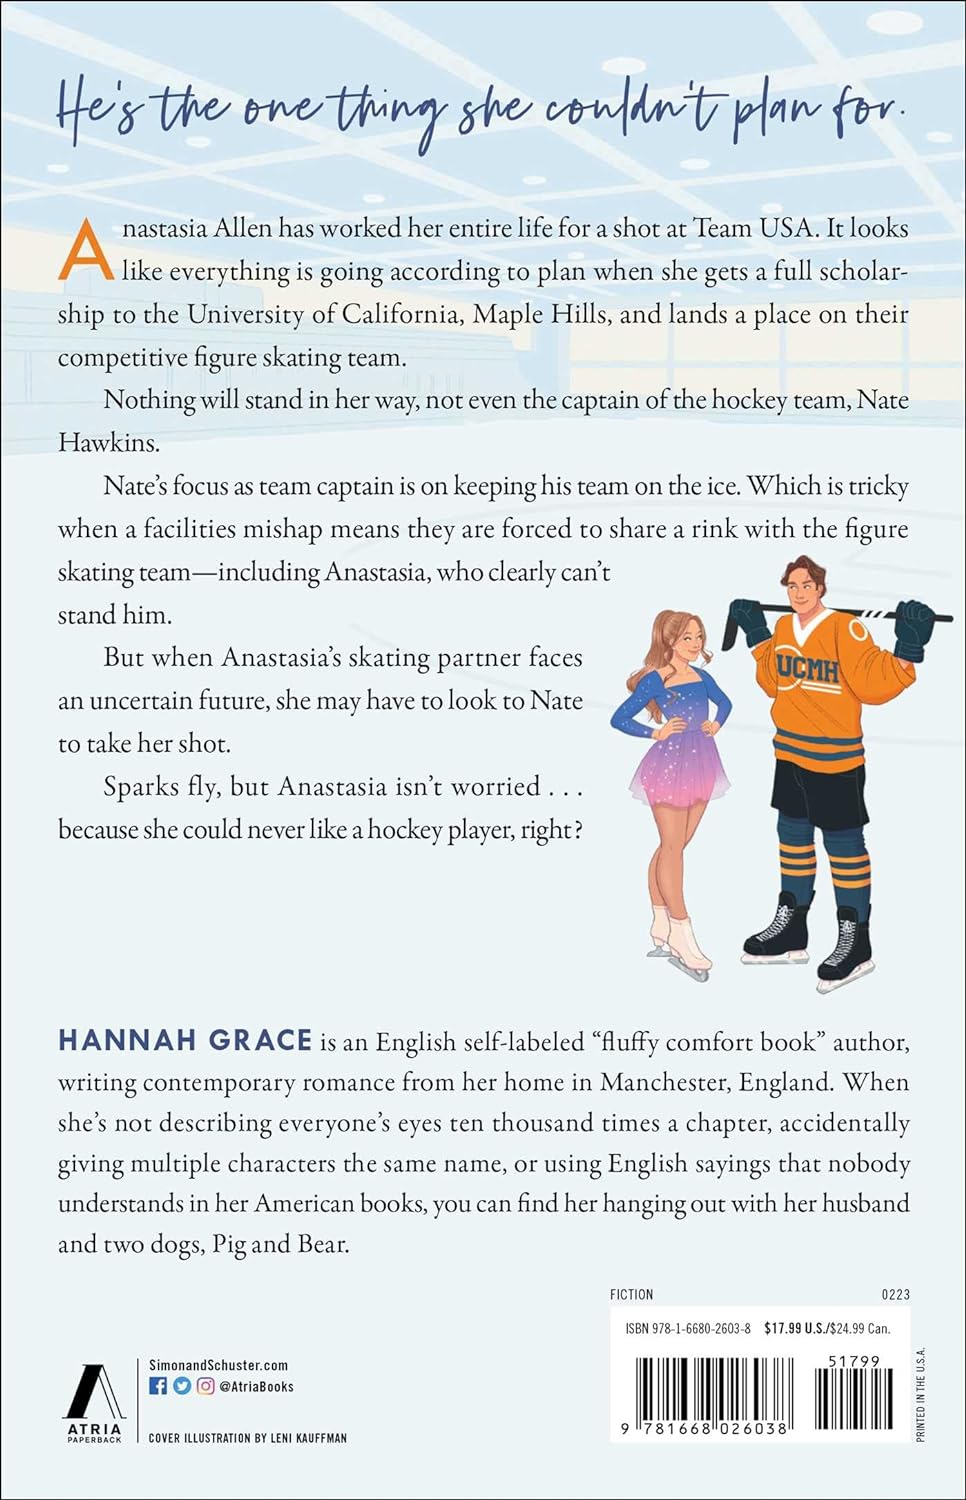 He's the one thing she couldn't plan for.
Anastasia Allen has worked her entire life for a shot at Team USA. It looks
like everything is going according to plan when she gets a full scholar-
ship to the University of California, Maple Hills, and lands a place on their
competitive figure skating team.
Nothing will stand in her way, not even the captain of the hockey team, Nate
Hawkins.
Nate's focus as team captain is on keeping his team on the ice. Which is tricky
when a facilities mishap means they are forced to share a rink with the figure
skating team—including Anastasia, who clearly can't
stand him.
But when Anastasia's skating partner faces
an uncertain future, she may have to look to Nate
to take her shot.
Sparks fly, but Anastasia isn't worried . . .
because she could never like a hockey player, right?
UCMH
HANNAH GRACE is an English self-labeled “fluffy comfort book” author,
writing contemporary romance from her home in Manchester, England. When
she's not describing everyone's eyes ten thousand times a chapter, accidentally
giving multiple characters the same name, or using English sayings that nobody
understands in her American books, you can find her hanging out with her husband
and two dogs, Pig and Bear.
FICTION 0223
ISBN 978-1-6680-2603-8 $17.99 U.S./$24.99 Can.
51799
9 781668 026038
PRINTED IN THE U.S.A.
ATRIA
PAPERBACK
SimonandSchuster.com
@AtriaBooks
COVER ILLUSTRATION BY LENI KAUFFMAN